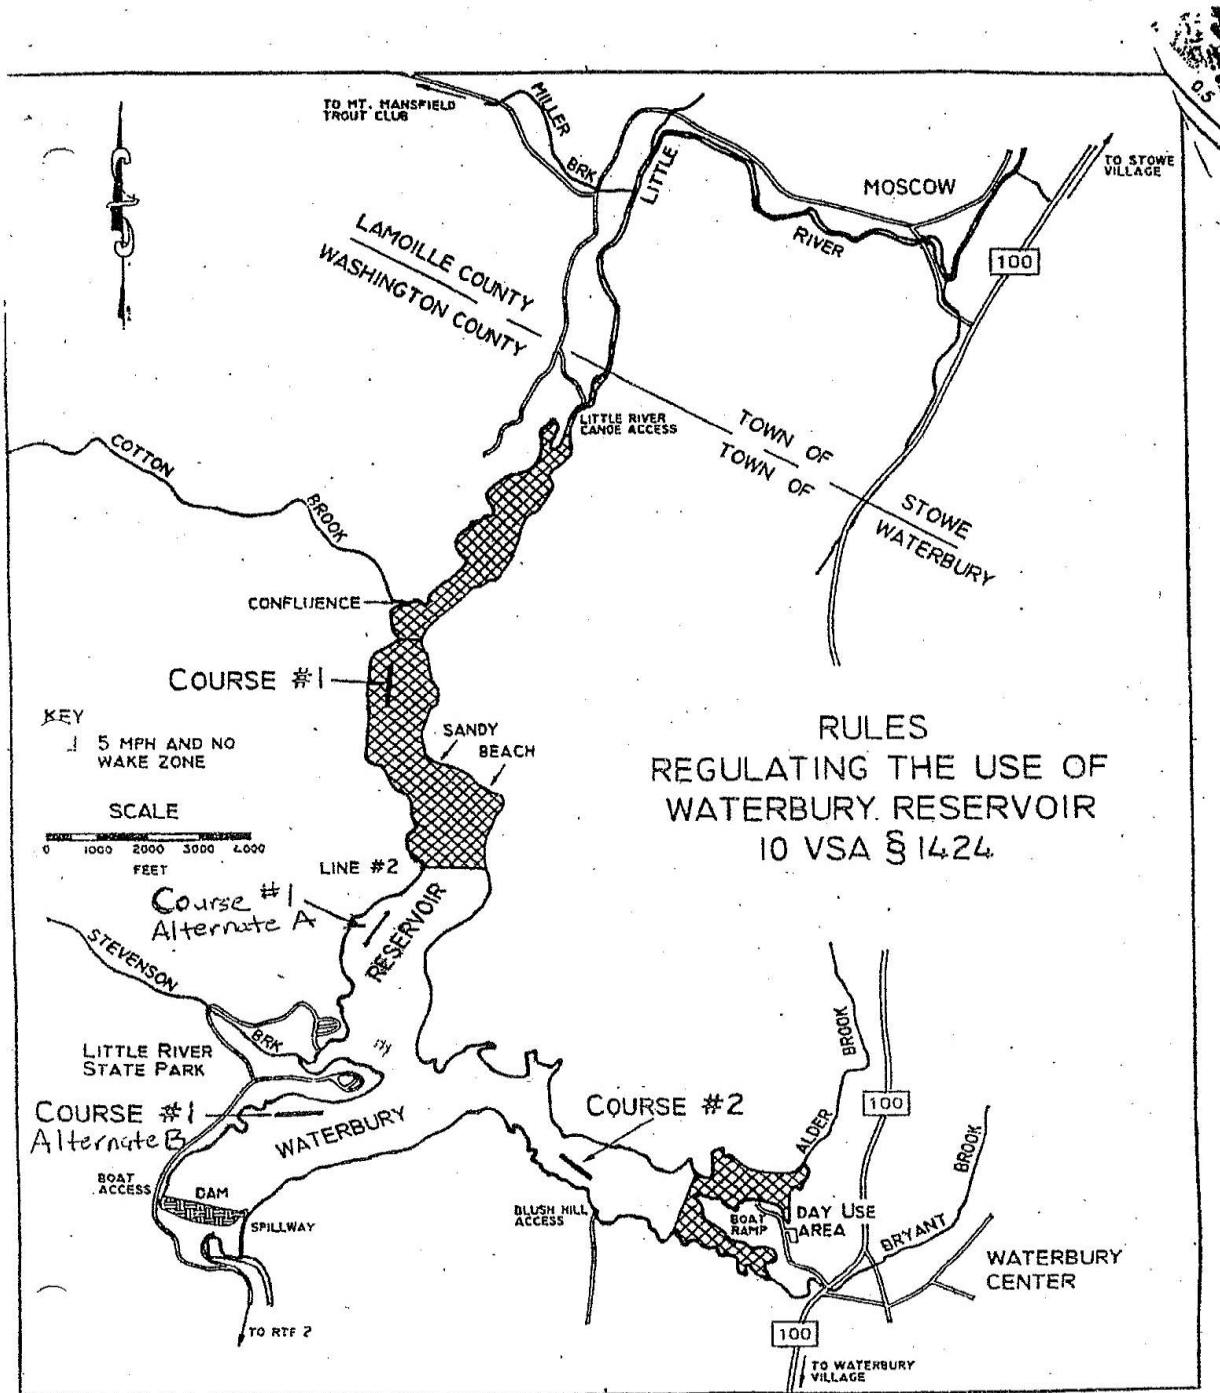 0.5
TO MT. MANSFIELD
TROUT CLUB
MILLER
BRK
LITTLE
RIVER
MOSCOW
TO STOWE
VILLAGE
100
LAMOILLE COUNTY
WASHINGTON COUNTY
LITTLE RIVER
CANOE ACCESS
TOWN OF
TOWN OF
STOWE
WATERBURY
COTTON
BROOK
CONFLUENCE
COURSE #1
KEY
5 MPH AND NO
WAKE ZONE
SANDY
BEACH
RULES
REGULATING THE USE OF
WATERBURY RESERVOIR
10 VSA § 1424
SCALE
0 1000 2000 3000 4000
FEET
LINE #2
Course #1
Alternate A
RESERVOIR
STEVENSON
BRK
LITTLE RIVER
STATE PARK
COURSE #1
Alternate B
WATERBURY
COURSE #2
ALDER
BROOK
100
BROOK
BOAT
ACCESS
DAM
SPILLWAY
BLUSH HILL
ACCESS
BOAT
RAMP
DAY USE
AREA
BRYANT
WATERBURY
CENTER
TO RTE 2
100
TO WATERBURY
VILLAGE